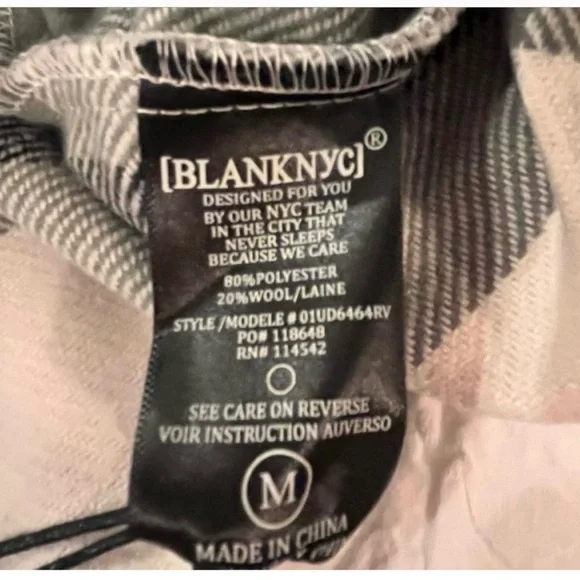 [BLANKNYC]®
DESIGNED FOR YOU
BY OUR NYC TEAM
IN THE CITY THAT
NEVER SLEEPS
BECAUSE WE CARE
80%POLYESTER
20%WOOL/LAINE
STYLE/MODELE # 01UD6464RV
PO# 118648
RN# 114542
SEE CARE ON REVERSE
VOIR INSTRUCTION AUVERSO
M
MADE IN CHINA